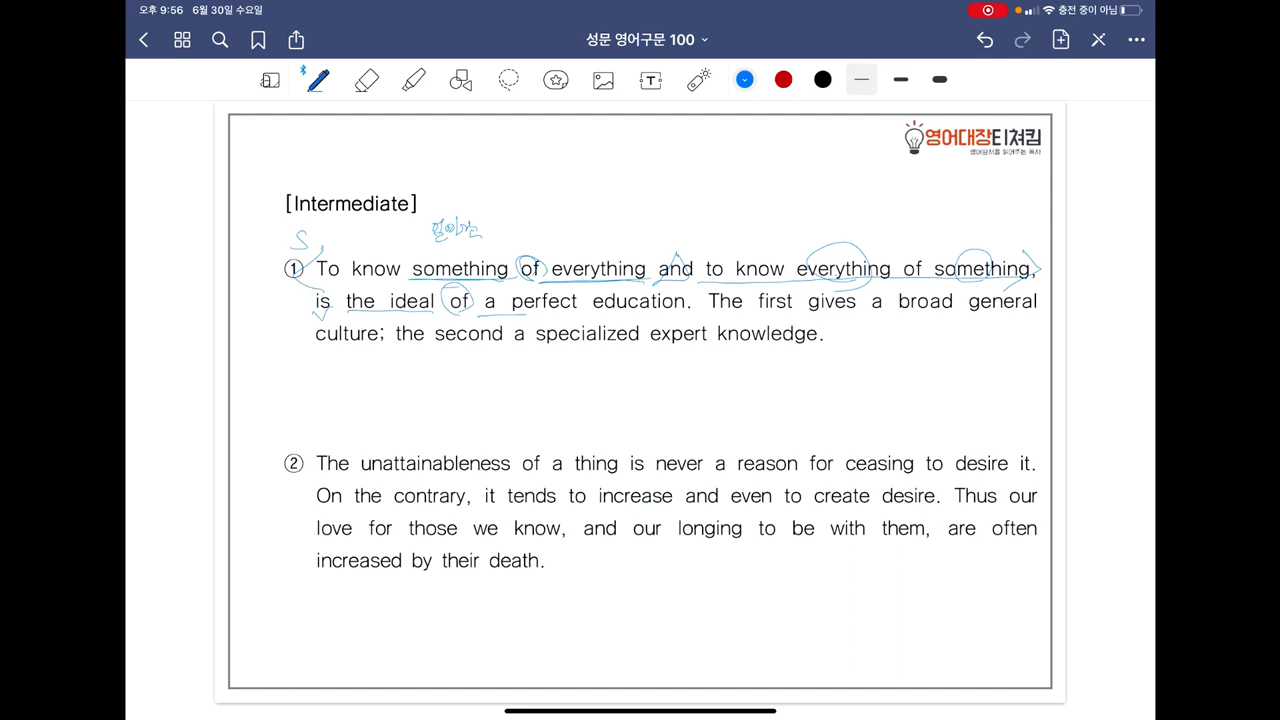 오후 9:56 6월 30일 수요일
충전 중이 아님
성문 영어구문 100
영어대장티쳐킴
[Intermediate]
S
① To know something of everything and to know everything of something,
is the ideal of a perfect education. The first gives a broad general
culture; the second a specialized expert knowledge.
② The unattainableness of a thing is never a reason for ceasing to desire it.
On the contrary, it tends to increase and even to create desire. Thus our
love for those we know, and our longing to be with them, are often
increased by their death.